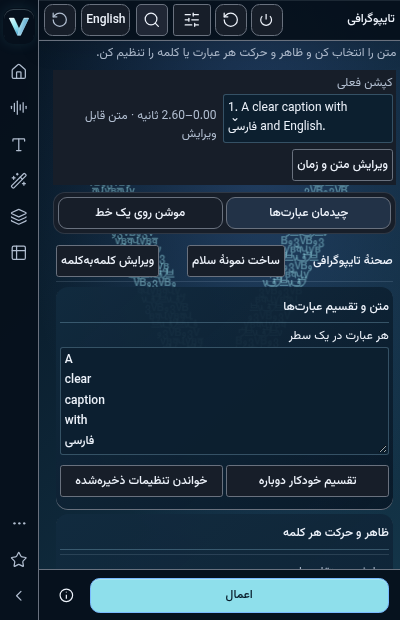 تایپوگرافی
English
متن را انتخاب کن و ظاهر و حرکت هر عبارت یا کلمه را تنظیم کن.
کپشن فعلی
1. A clear caption with
فارسی and English.
0.00–2.60 ثانیه · متن قابل
ویرایش
ویرایش متن و زمان
چیدمان عبارت‌ها
موشن روی یک خط
صحنهٔ تایپوگرافی
ساخت نمونهٔ سلام
ویرایش کلمه‌به‌کلمه
متن و تقسیم عبارت‌ها
هر عبارت در یک سطر
A
clear
caption
with
فارسی
تقسیم خودکار دوباره
خواندن تنظیمات ذخیره‌شده
ظاهر و حرکت هر کلمه
اعمال